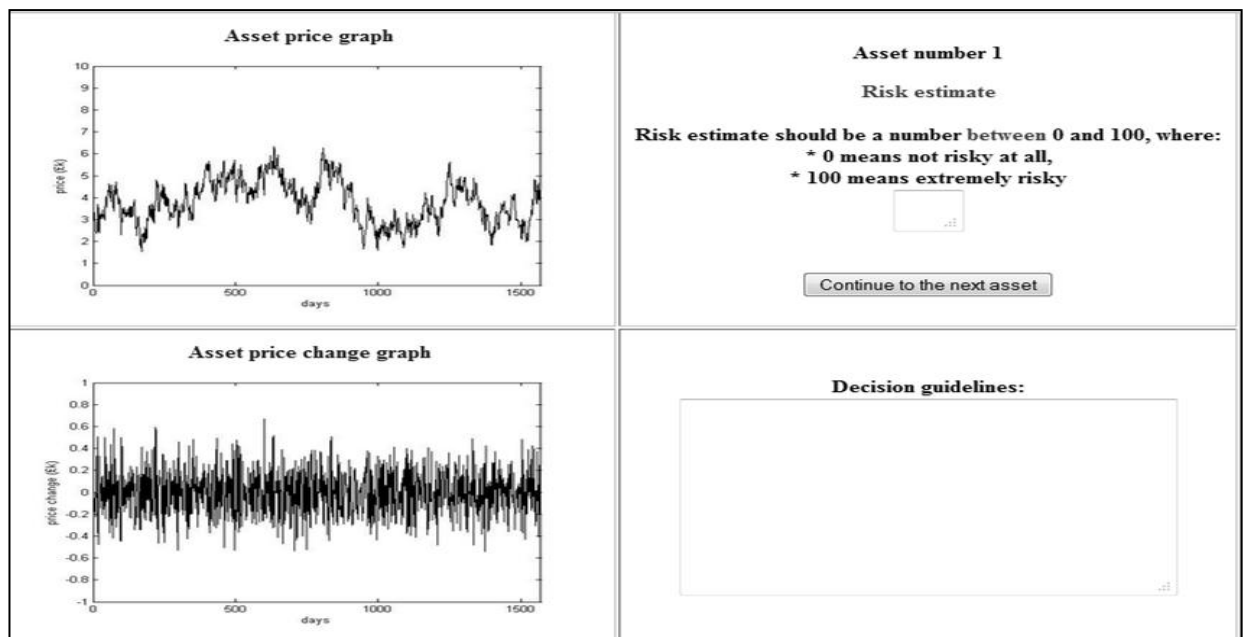 Asset price graph
10
9
8
7
6
5
4
3
2
1
0
price (£k)
0 500 1000 1500
days
Asset number 1
Risk estimate
Risk estimate should be a number between 0 and 100, where:
* 0 means not risky at all,
* 100 means extremely risky
Continue to the next asset
Asset price change graph
1
0.8
0.6
0.4
0.2
0
-0.2
-0.4
-0.6
-0.8
-1
price change (£k)
0 500 1000 1500
days
Decision guidelines: